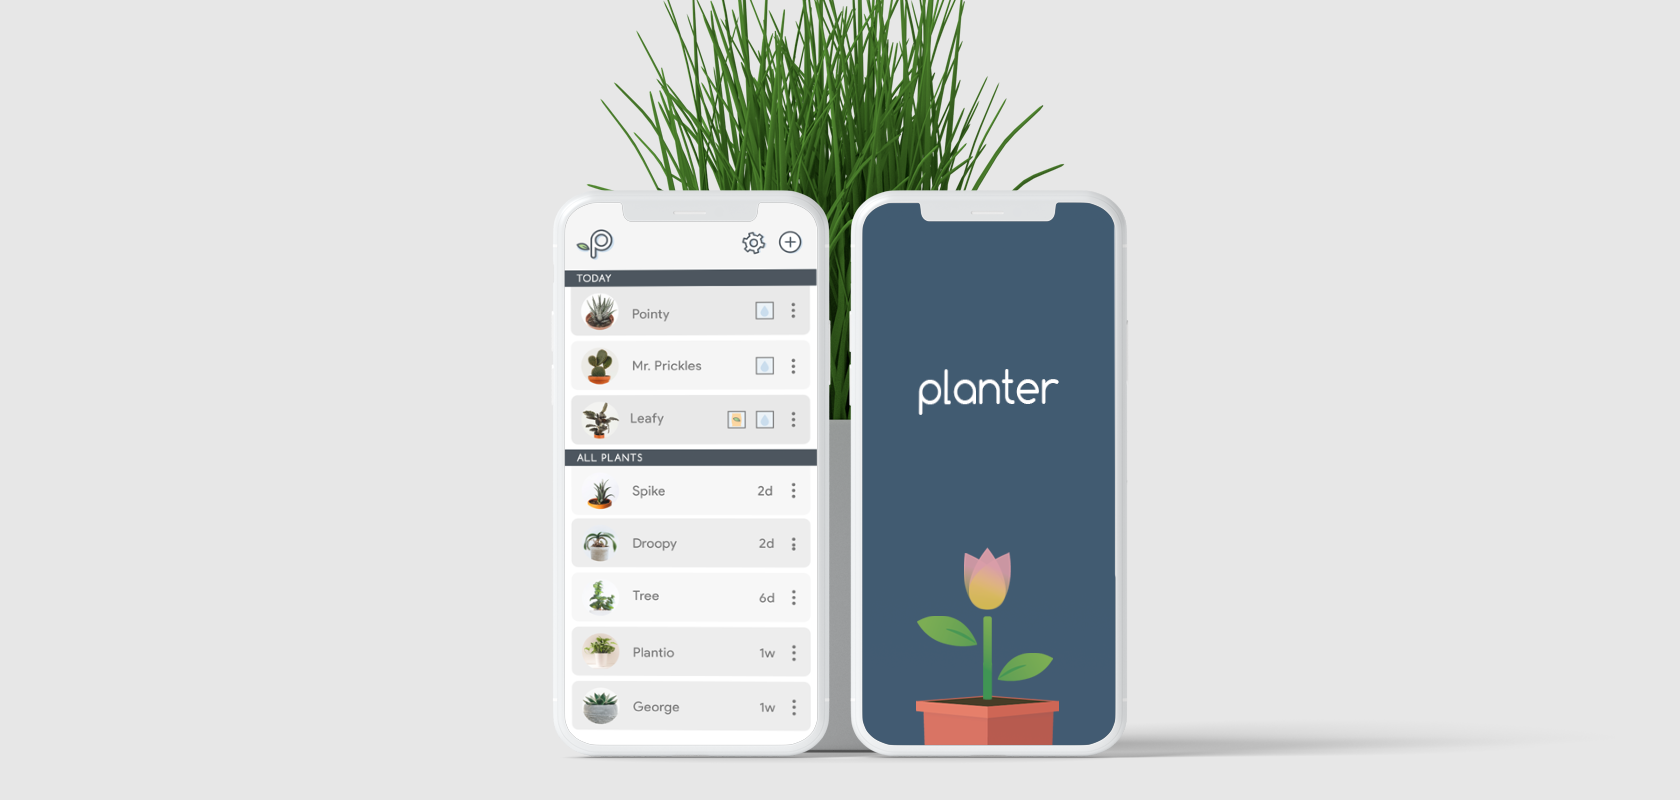 p
TODAY
Pointy
Mr. Prickles
Leafy
ALL PLANTS
Spike 2d
Droopy 2d
Tree 6d
Plantio 1w
George 1w
planter